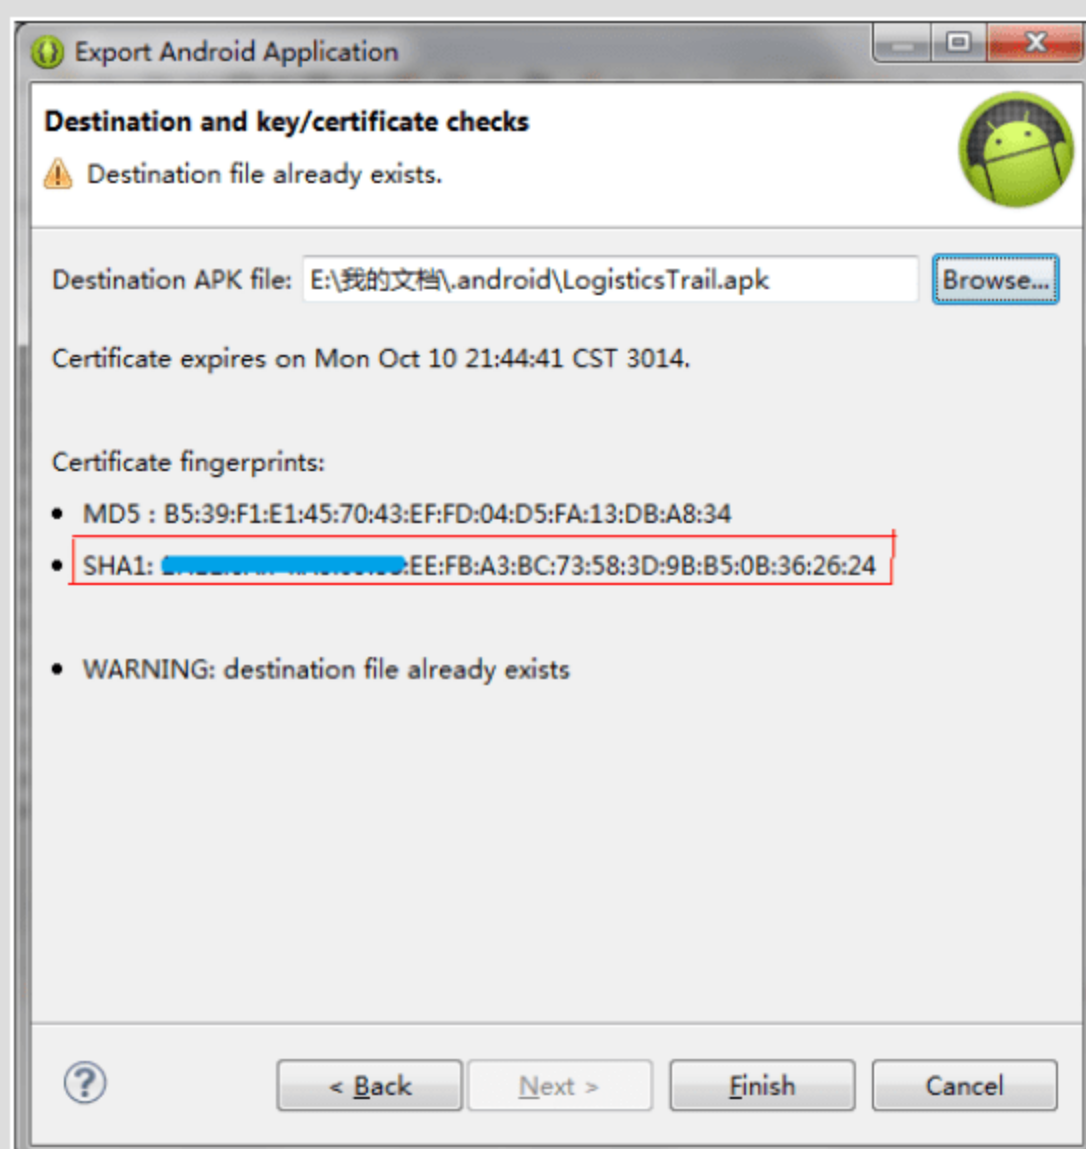 Export Android Application
Destination and key/certificate checks
Destination file already exists.
Destination APK file: E:\我的文档\.android\LogisticsTrail.apk Browse...
Certificate expires on Mon Oct 10 21:44:41 CST 3014.
Certificate fingerprints:
• MD5 : B5:39:F1:E1:45:70:43:EF:FD:04:D5:FA:13:DB:A8:34
• SHA1: :EE:FB:A3:BC:73:58:3D:9B:B5:0B:36:26:24
• WARNING: destination file already exists
? < Back Next > Finish Cancel